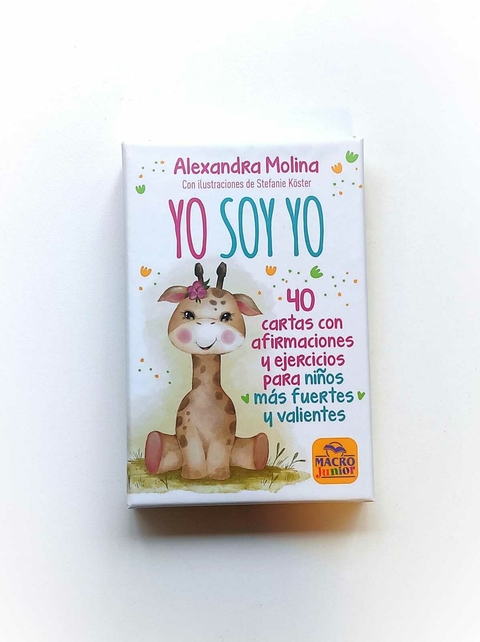 Alexandra Molina
Con ilustraciones de Stefanie Köster
YO SOY YO
40
cartas con
afirmaciones
y ejercicios
para niños
más fuertes
y valientes
MACRO
Junior